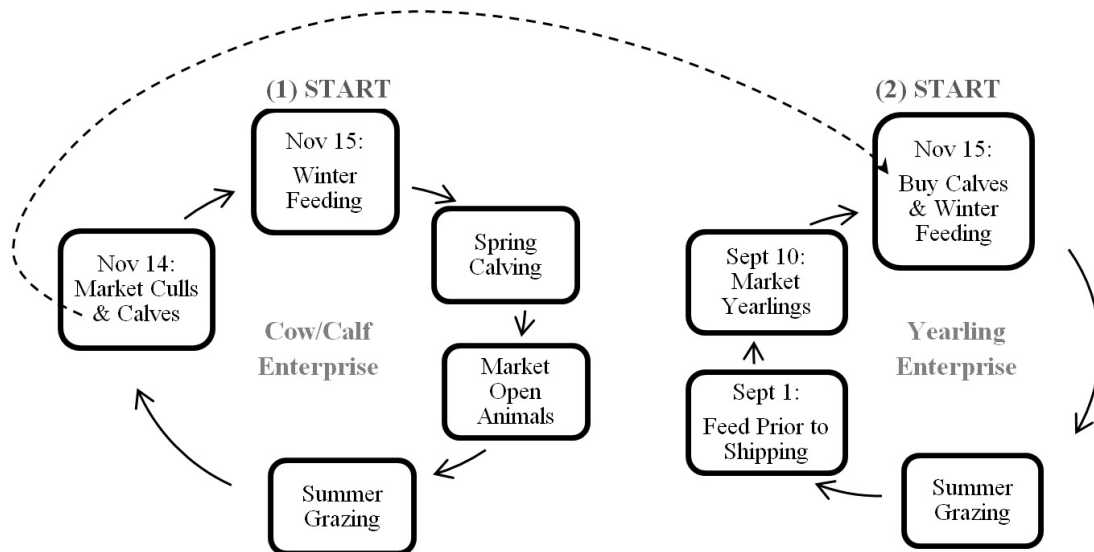 (1) START
Nov 15:
Winter
Feeding
Spring
Calving
Market
Open
Animals
Summer
Grazing
Nov 14:
Market Culls
& Calves
Cow/Calf
Enterprise
(2) START
Nov 15:
Buy Calves
& Winter
Feeding
Summer
Grazing
Sept 1:
Feed Prior to
Shipping
Sept 10:
Market
Yearlings
Yearling
Enterprise